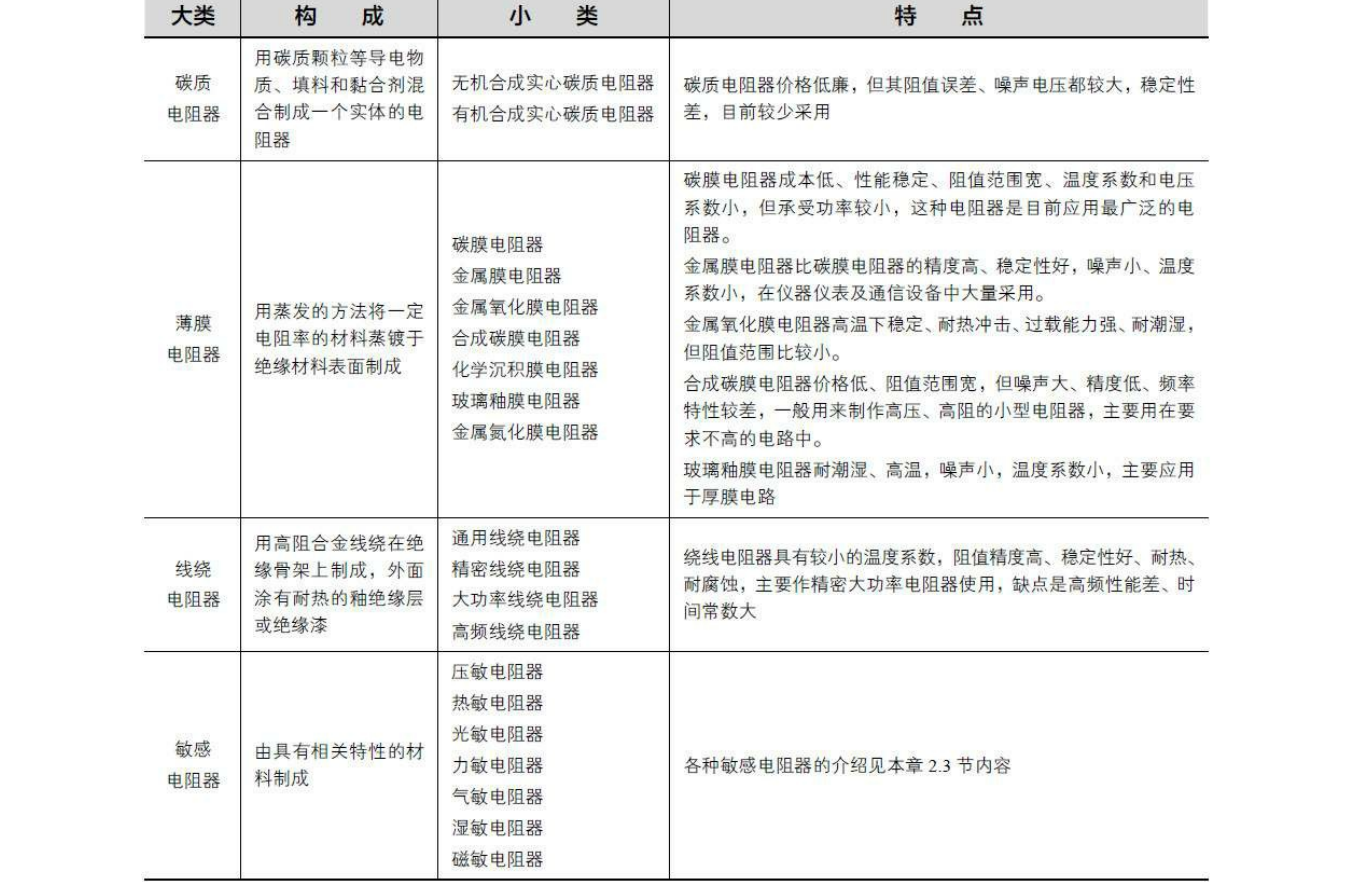 大类 构 成 小 类 特 点
碳质
电阻器
用碳质颗粒等导电物
质、填料和黏合剂混
合制成一个实体的电
阻器
无机合成实心碳质电阻器
有机合成实心碳质电阻器
碳质电阻器价格低廉，但其阻值误差、噪声电压都较大，稳定性
差，目前较少采用
薄膜
电阻器
用蒸发的方法将一定
电阻率的材料蒸镀于
绝缘材料表面制成
碳膜电阻器
金属膜电阻器
金属氧化膜电阻器
合成碳膜电阻器
化学沉积膜电阻器
玻璃釉膜电阻器
金属氮化膜电阻器
碳膜电阻器成本低、性能稳定、阻值范围宽、温度系数和电压
系数小，但承受功率较小，这种电阻器是目前应用最广泛的电
阻器。
金属膜电阻器比碳膜电阻器的精度高、稳定性好，噪声小、温度
系数小，在仪器仪表及通信设备中大量采用。
金属氧化膜电阻器高温下稳定、耐热冲击、过载能力强、耐潮湿，
但阻值范围比较小。
合成碳膜电阻器价格低、阻值范围宽，但噪声大、精度低、频率
特性较差，一般用来制作高压、高阻的小型电阻器，主要用在要
求不高的电路中。
玻璃釉膜电阻器耐潮湿、高温，噪声小，温度系数小，主要应用
于厚膜电路
线绕
电阻器
用高阻合金线绕在绝
缘骨架上制成，外面
涂有耐热的釉绝缘层
或绝缘漆
通用线绕电阻器
精密线绕电阻器
大功率线绕电阻器
高频线绕电阻器
绕线电阻器具有较小的温度系数，阻值精度高、稳定性好、耐热、
耐腐蚀，主要作精密大功率电阻器使用，缺点是高频性能差、时
间常数大
敏感
电阻器
由具有相关特性的材
料制成
压敏电阻器
热敏电阻器
光敏电阻器
力敏电阻器
气敏电阻器
湿敏电阻器
磁敏电阻器
各种敏感电阻器的介绍见本章 2.3 节内容